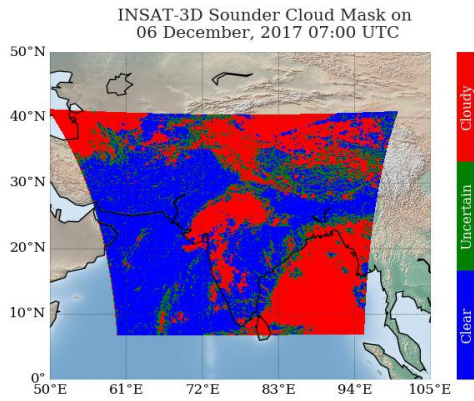 INSAT-3D Sounder Cloud Mask on
06 December, 2017 07:00 UTC
50°N
40°N
30°N
20°N
10°N
0°
50°E
61°E
72°E
83°E
94°E
105°E
Cloudy
Uncertain
Clear